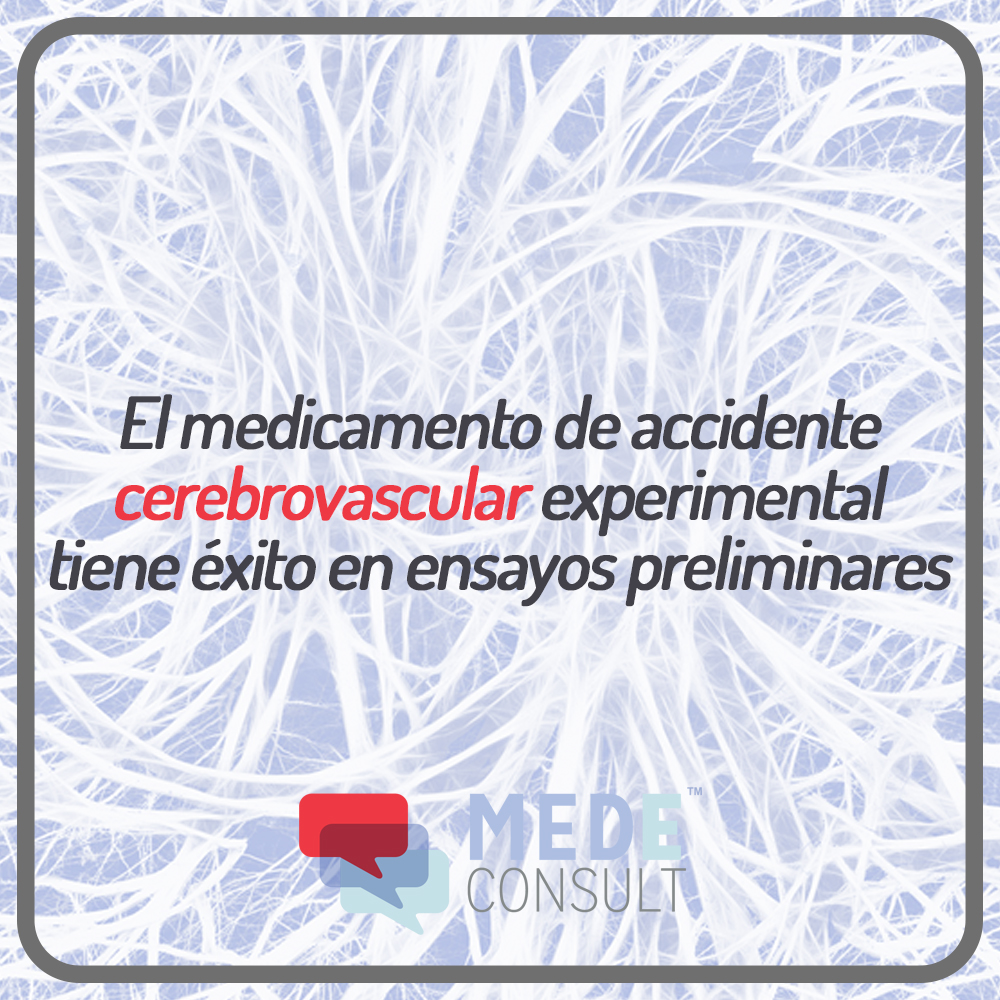 El medicamento de accidente
cerebrovascular experimental
tiene éxito en ensayos preliminares
MEDE™
CONSULT